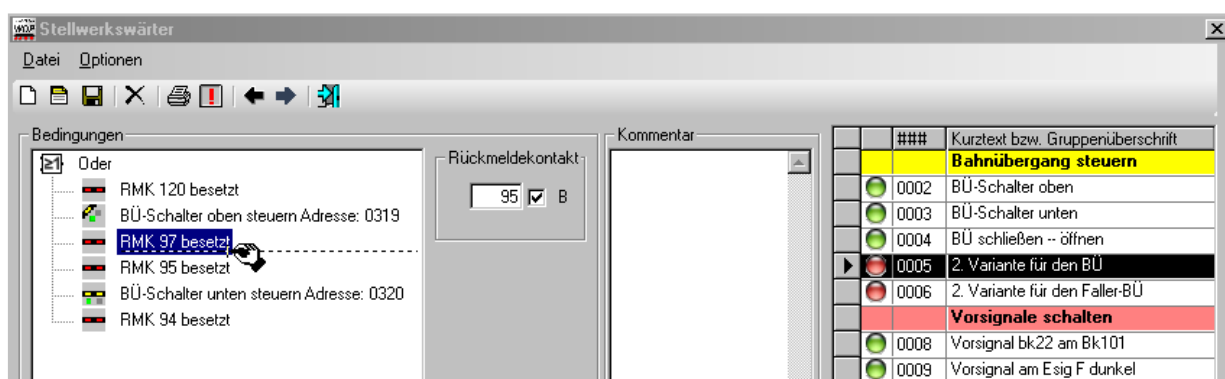 WDP Stellwerkswärter
Datei Optionen
Bedingungen
≥1 Oder
RMK 120 besetzt
BÜ-Schalter oben steuern Adresse: 0319
RMK 97 besetzt
RMK 95 besetzt
BÜ-Schalter unten steuern Adresse: 0320
RMK 94 besetzt
Rückmeldekontakt
95 B
Kommentar
### Kurztext bzw. Gruppenüberschrift
Bahnübergang steuern
0002 BÜ-Schalter oben
0003 BÜ-Schalter unten
0004 BÜ schließen -- öffnen
0005 2. Variante für den BÜ
0006 2. Variante für den Faller-BÜ
Vorsignale schalten
0008 Vorsignal bk22 am Bk101
0009 Vorsignal am Esig F dunkel